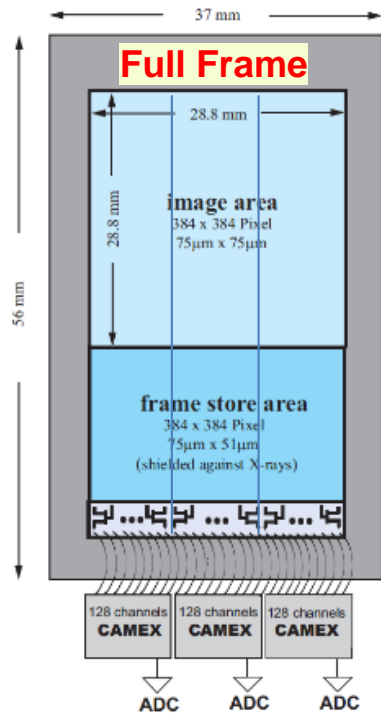 37 mm
Full Frame
28.8 mm
28.8 mm
56 mm
image area
384 x 384 Pixel
75µm x 75µm
frame store area
384 x 384 Pixel
75µm x 51µm
(shielded against X-rays)
128 channels
CAMEX
128 channels
CAMEX
128 channels
CAMEX
ADC
ADC
ADC